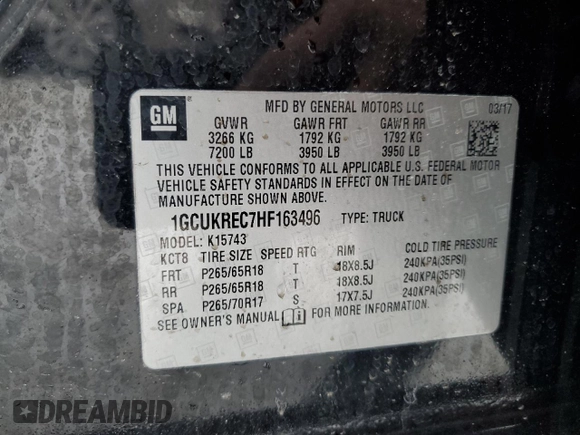 GM
MFD BY GENERAL MOTORS LLC 03/17
GVWR GAWR FRT GAWR RR
3266 KG 1792 KG 1792 KG
7200 LB 3950 LB 3950 LB
THIS VEHICLE CONFORMS TO ALL APPLICABLE U.S. FEDERAL MOTOR
VEHICLE SAFETY STANDARDS IN EFFECT ON THE DATE OF
MANUFACTURE SHOWN ABOVE.
1GCUKREC7HF163496 TYPE: TRUCK
MODEL: K15743
KCT8 TIRE SIZE SPEED RTG RIM COLD TIRE PRESSURE
FRT P265/65R18 T 18X8.5J 240KPA(35PSI)
RR P265/65R18 T 18X8.5J 240KPA(35PSI)
SPA P265/70R17 S 17X7.5J 240KPA(35PSI)
SEE OWNER'S MANUAL FOR MORE INFORMATION.
DREAMBID